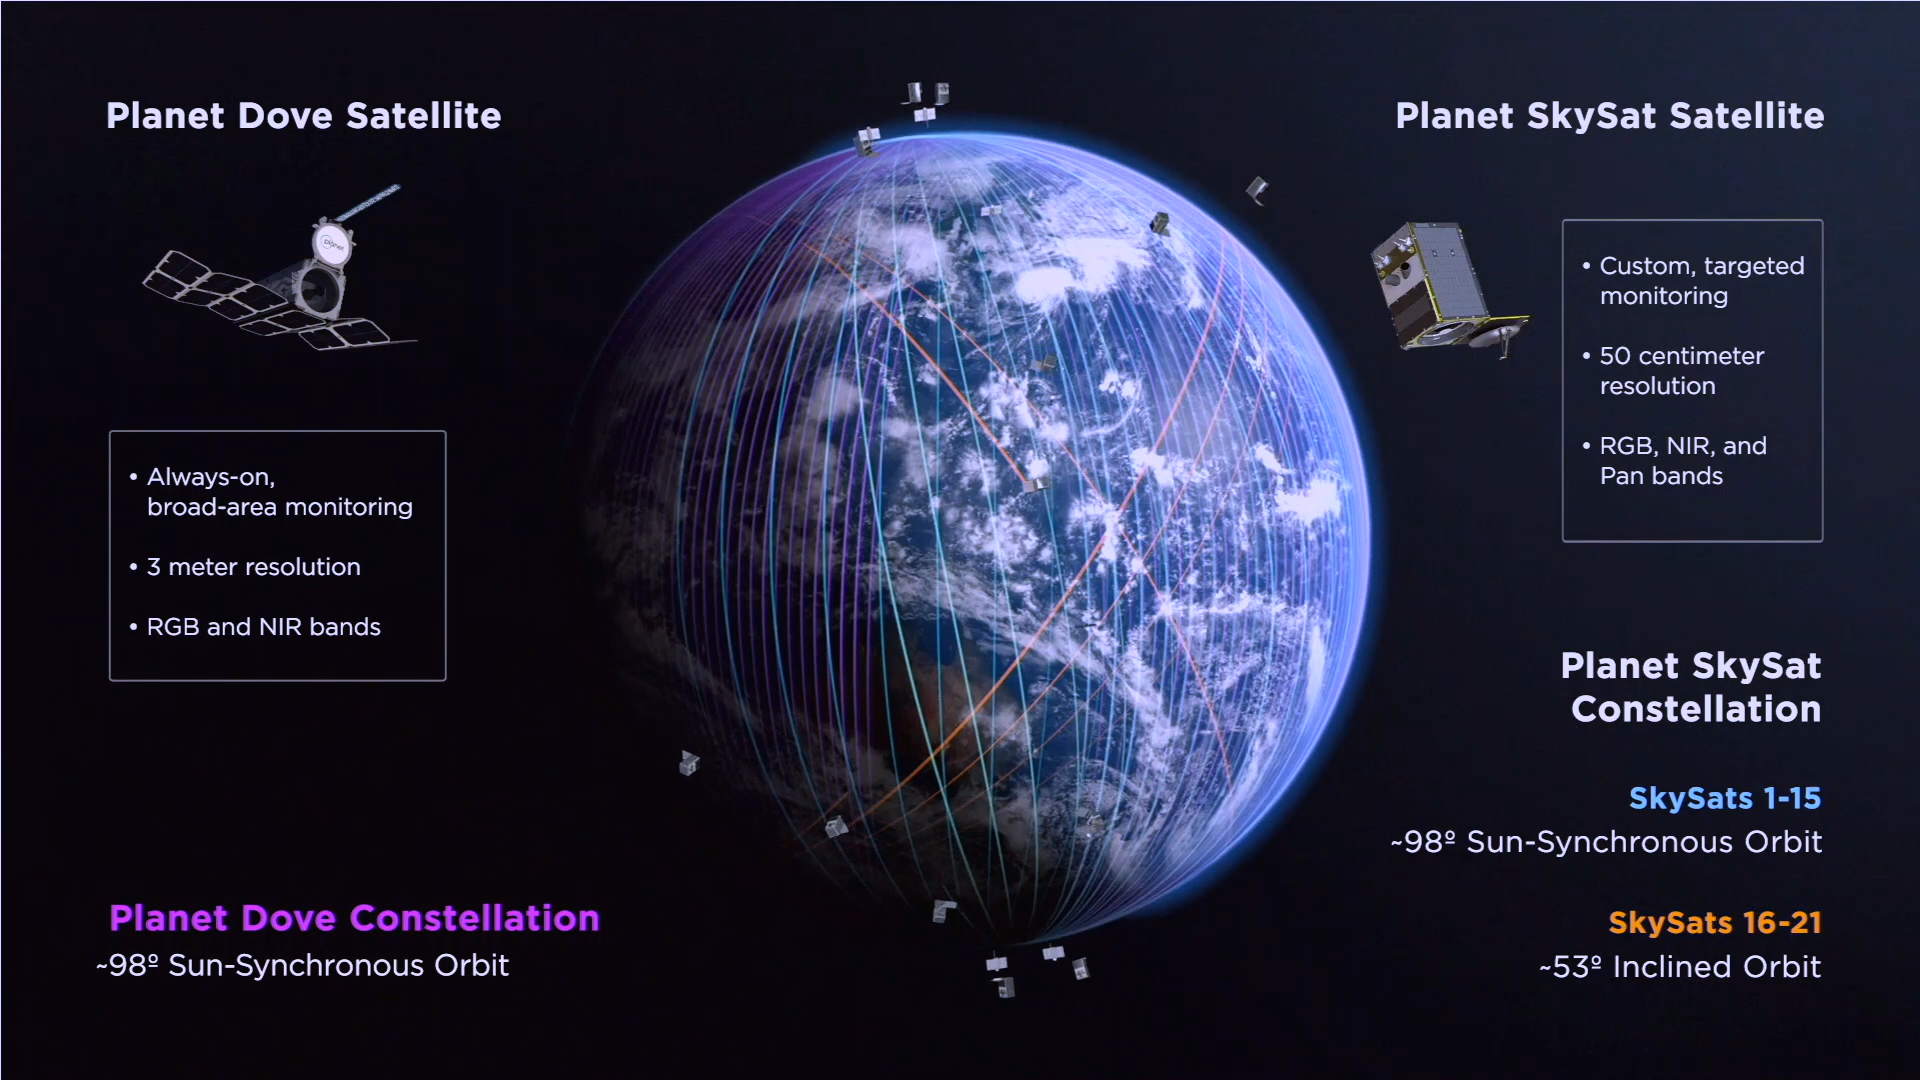 Planet Dove Satellite
planet
• Always-on,
broad-area monitoring
• 3 meter resolution
• RGB and NIR bands
Planet Dove Constellation
~98º Sun-Synchronous Orbit
Planet SkySat Satellite
• Custom, targeted
monitoring
• 50 centimeter
resolution
• RGB, NIR, and
Pan bands
Planet SkySat
Constellation
SkySats 1-15
~98º Sun-Synchronous Orbit
SkySats 16-21
~53º Inclined Orbit